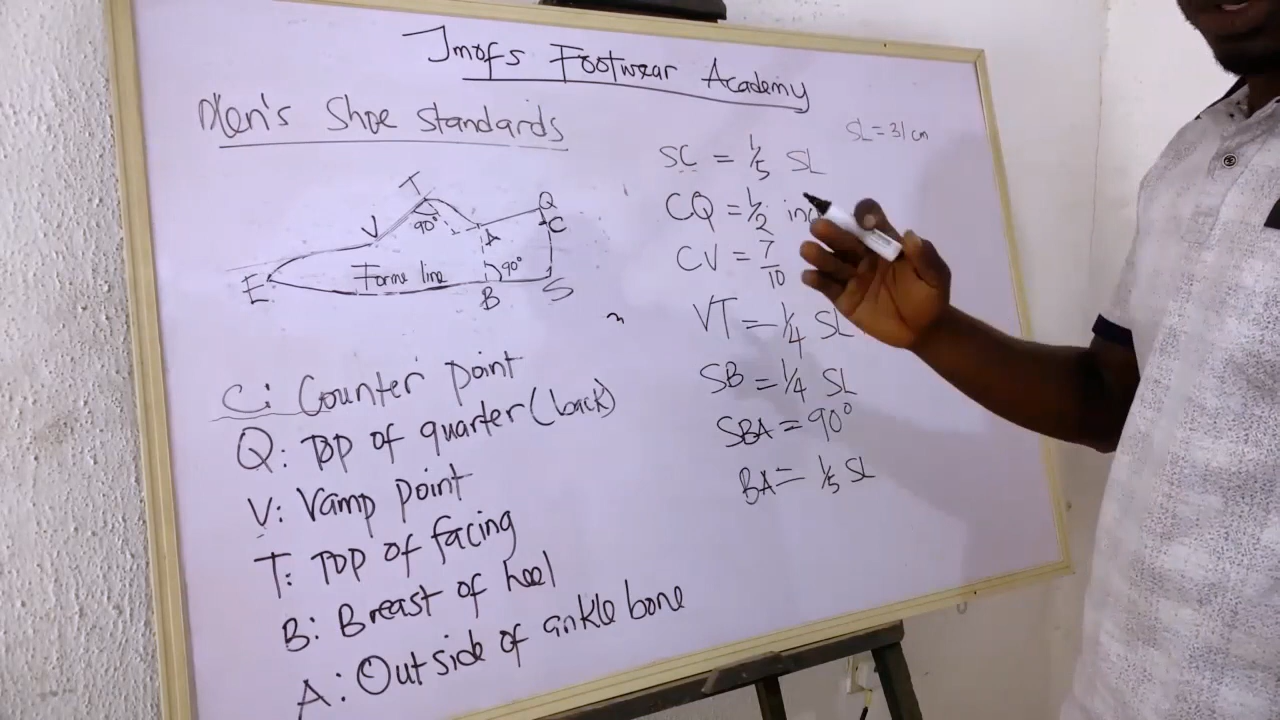 Jmofs Footwear Academy
Men's Shoe standards
SL = 31 cm
T
V
90°
Q
C
A
E
Forme line
90°
B
S
SC = 1/5 SL
CQ = 1/2
CV = 7/10
VT = 1/4 SL
SB = 1/4 SL
SBA = 90°
BA = 1/5 SL
C: Counter point
Q: Top of quarter (back)
V: Vamp point
T: Top of facing
B: Breast of heel
A: Outside of ankle bone